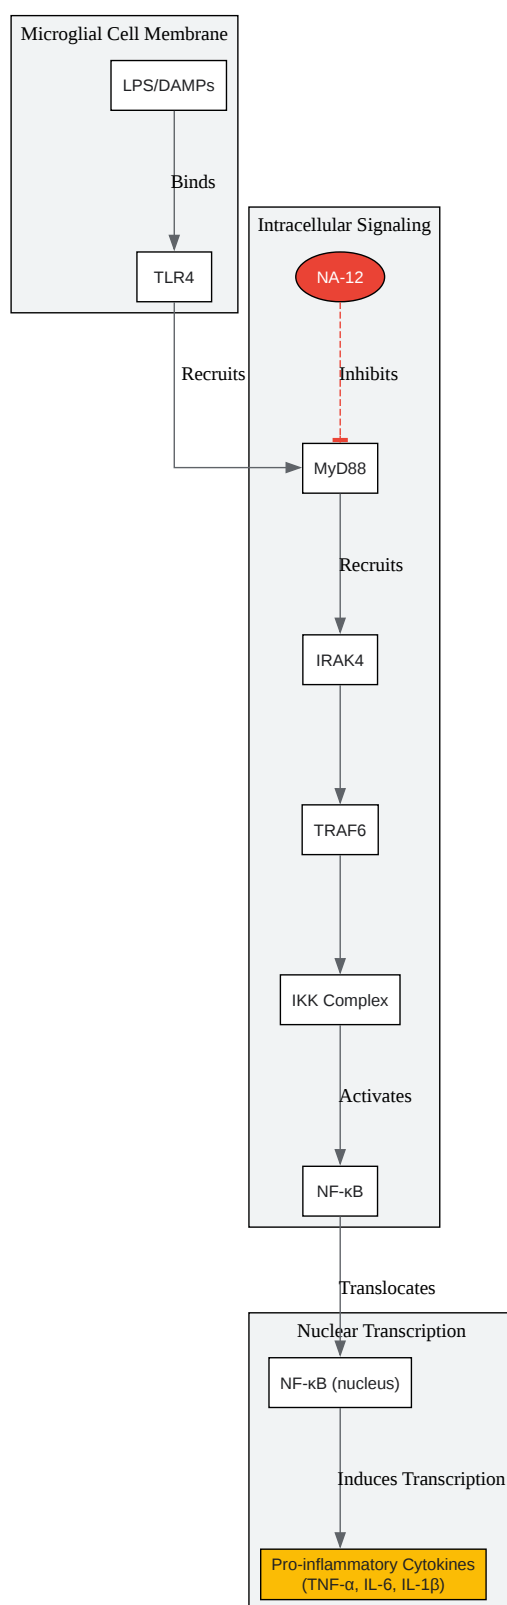 Microglial Cell Membrane
LPS/DAMPs
Binds
TLR4
Recruits
Intracellular Signaling
NA-12
Inhibits
MyD88
Recruits
IRAK4
TRAF6
IKK Complex
Activates
NF-κB
Translocates
Nuclear Transcription
NF-κB (nucleus)
Induces Transcription
Pro-inflammatory Cytokines
(TNF-α, IL-6, IL-1β)